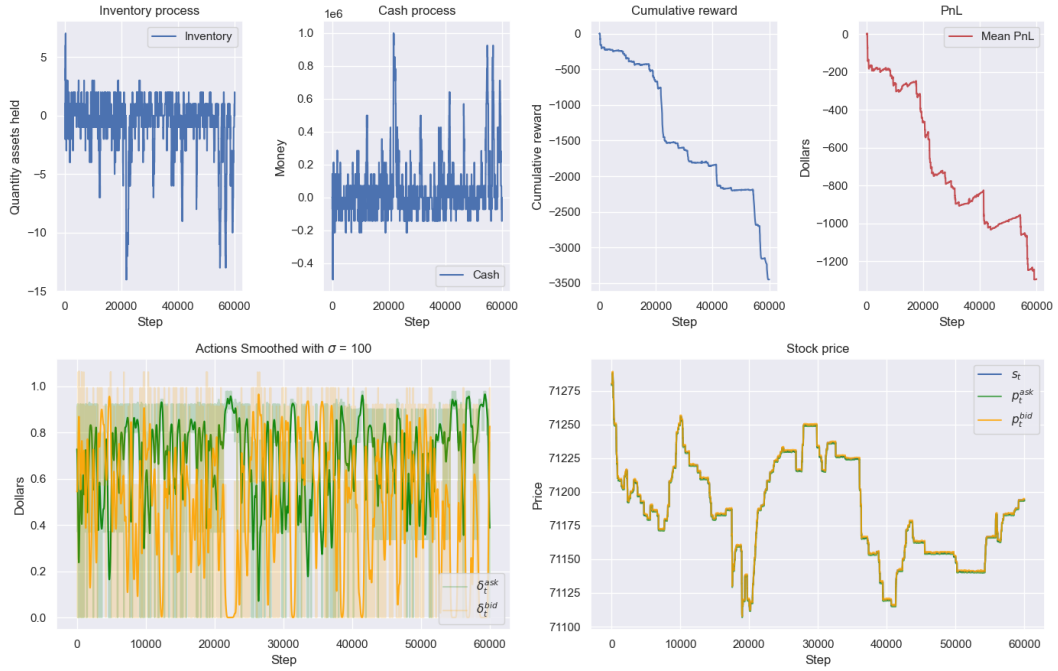 Inventory process
Inventory
Quantity assets held
5
0
−5
−10
−15
0
20000
40000
60000
Step
Cash process
1e6
Cash
Money
1.0
0.8
0.6
0.4
0.2
0.0
−0.2
−0.4
0
20000
40000
60000
Step
Cumulative reward
Cumulative reward
0
−500
−1000
−1500
−2000
−2500
−3000
−3500
0
20000
40000
60000
Step
PnL
Mean PnL
Dollars
0
−200
−400
−600
−800
−1000
−1200
0
20000
40000
60000
Step
Actions Smoothed with σ = 100
Dollars
1.0
0.8
0.6
0.4
0.2
0.0
δ_t^ask
δ_t^bid
0
10000
20000
30000
40000
50000
60000
Step
Stock price
Price
71275
71250
71225
71200
71175
71150
71125
71100
s_t
p_t^ask
p_t^bid
0
10000
20000
30000
40000
50000
60000
Step